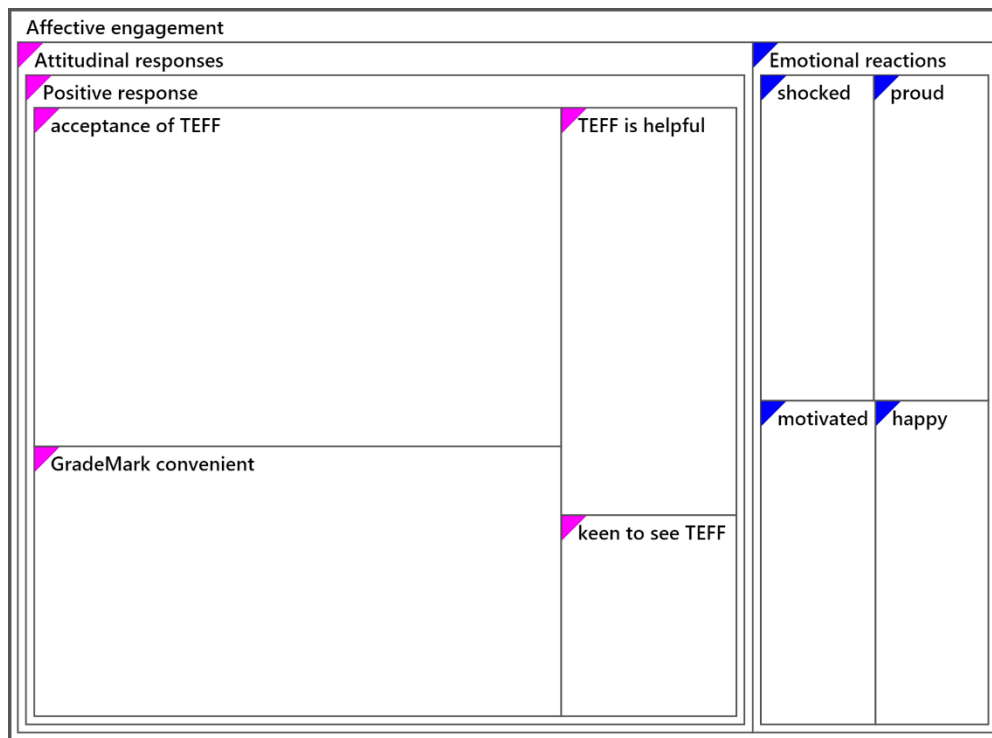 Affective engagement
Attitudinal responses
Positive response
acceptance of TEFF
TEFF is helpful
GradeMark convenient
keen to see TEFF
Emotional reactions
shocked
proud
motivated
happy